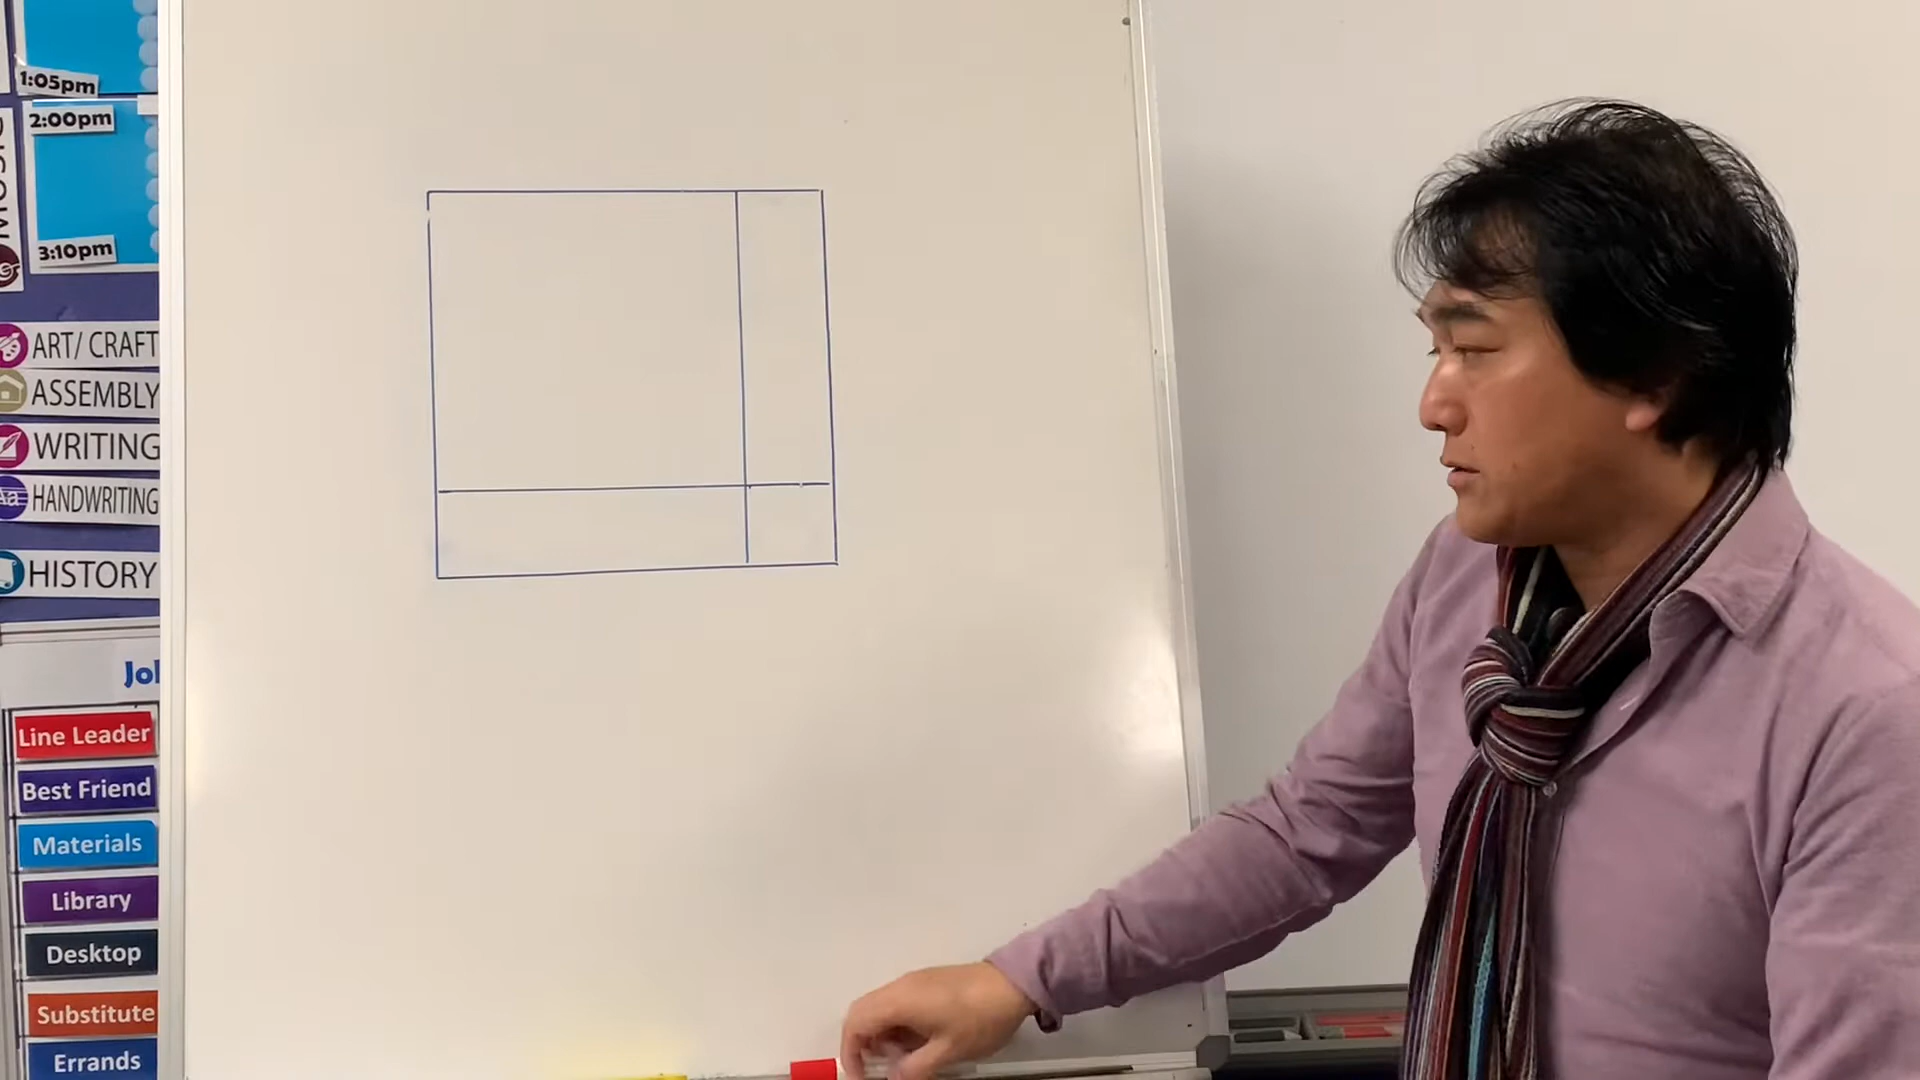 1:05pm
2:00pm
3:10pm
ART/ CRAFT
ASSEMBLY
WRITING
Aa HANDWRITING
HISTORY
Line Leader
Best Friend
Materials
Library
Desktop
Substitute
Errands